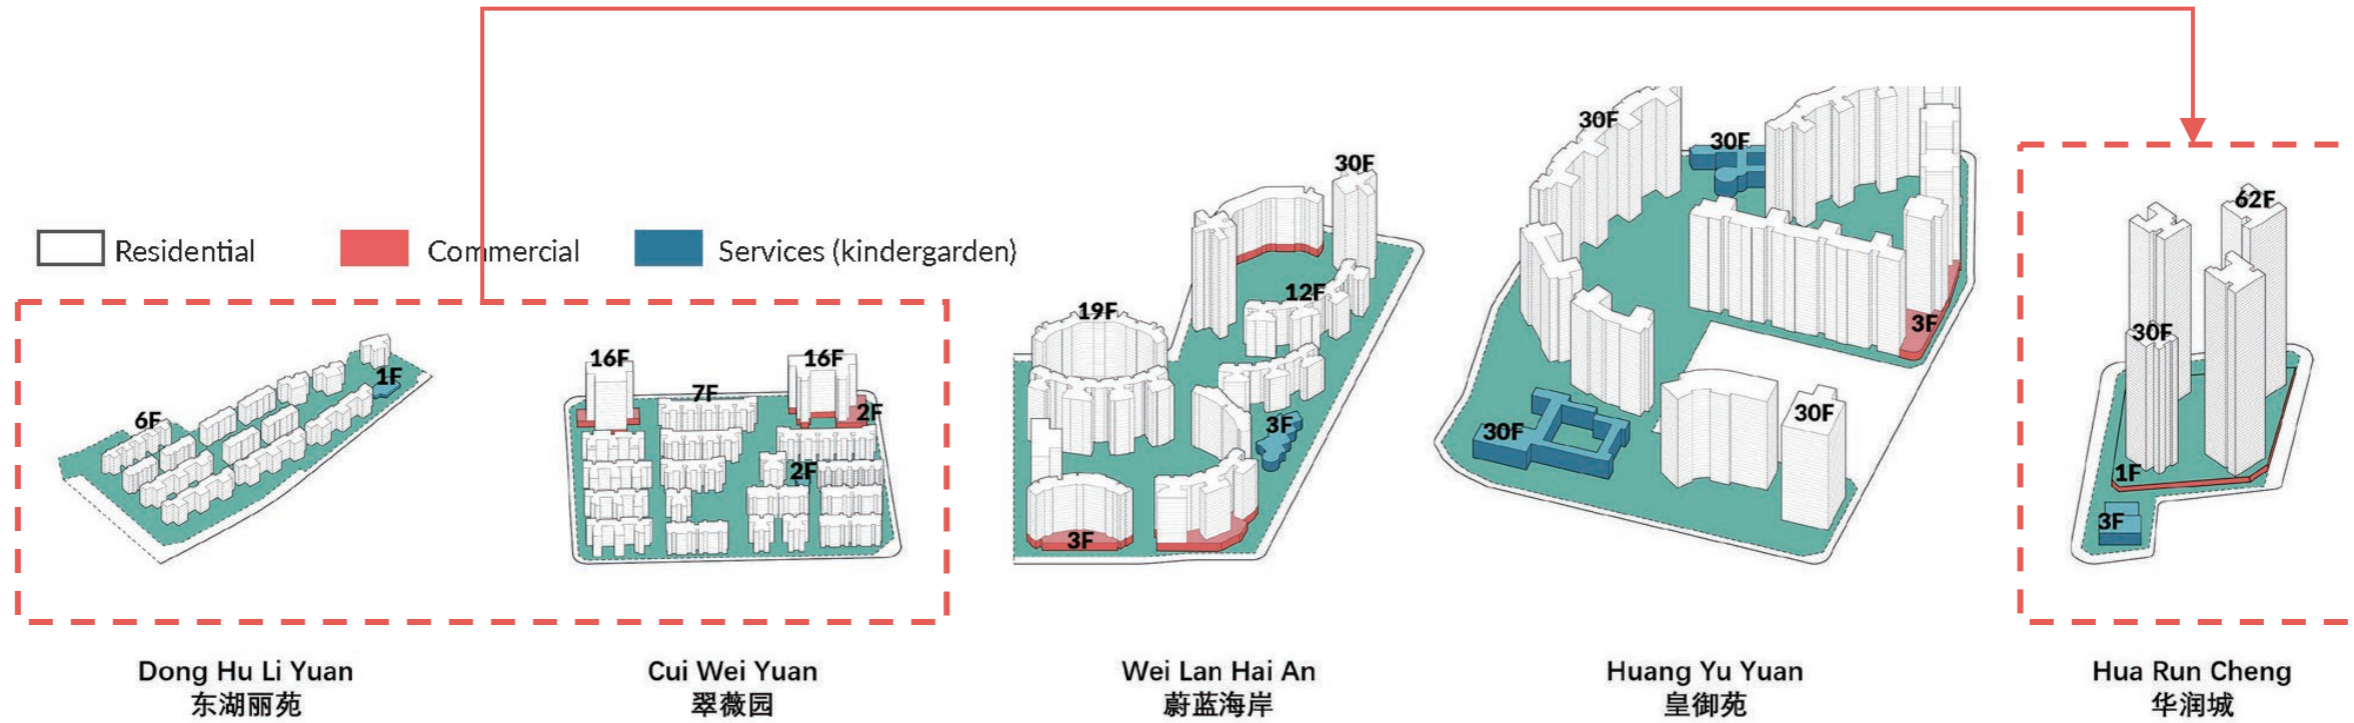 Residential
Commercial
Services (kindergarden)
6F
1F
16F
7F
16F
2F
2F
19F
30F
12F
3F
3F
30F
30F
3F
30F
30F
62F
30F
1F
3F
Dong Hu Li Yuan
东湖丽苑
Cui Wei Yuan
翠薇园
Wei Lan Hai An
蔚蓝海岸
Huang Yu Yuan
皇御苑
Hua Run Cheng
华润城